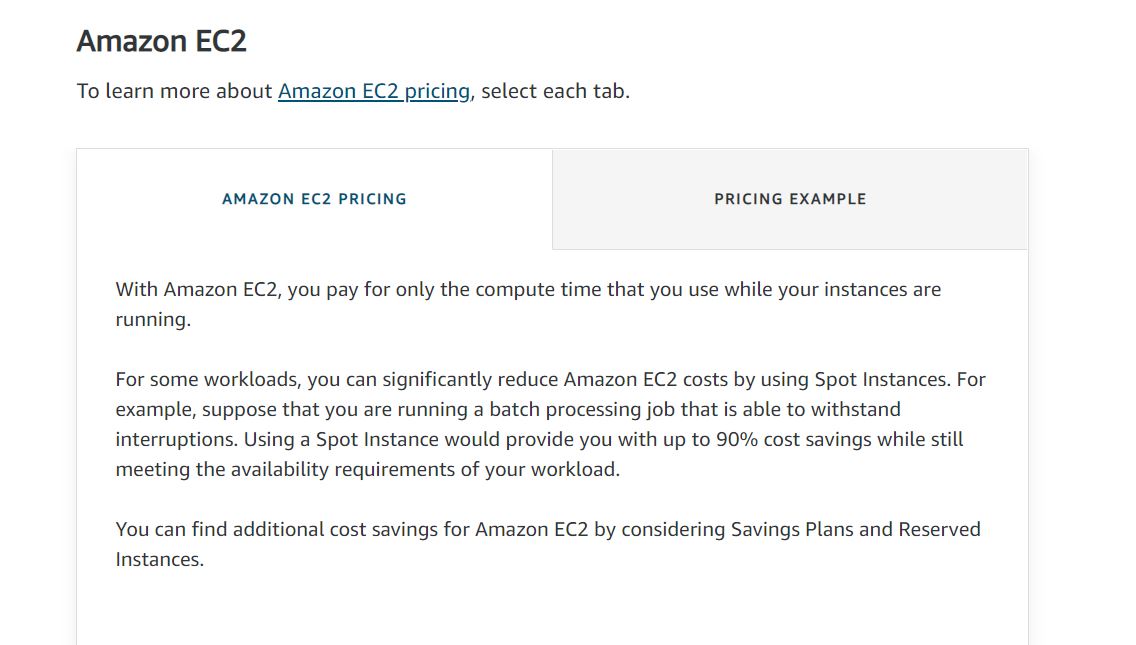 Amazon EC2
To learn more about Amazon EC2 pricing, select each tab.
AMAZON EC2 PRICING
PRICING EXAMPLE
With Amazon EC2, you pay for only the compute time that you use while your instances are
running.
For some workloads, you can significantly reduce Amazon EC2 costs by using Spot Instances. For
example, suppose that you are running a batch processing job that is able to withstand
interruptions. Using a Spot Instance would provide you with up to 90% cost savings while still
meeting the availability requirements of your workload.
You can find additional cost savings for Amazon EC2 by considering Savings Plans and Reserved
Instances.